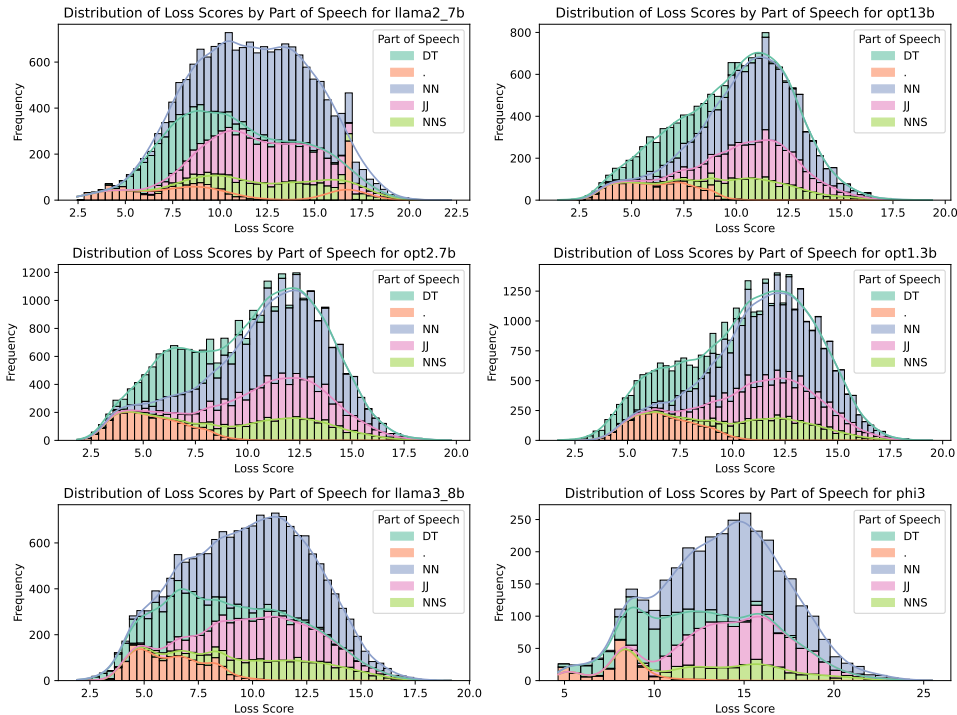 Distribution of Loss Scores by Part of Speech for llama2_7b
Frequency
600
400
200
0
2.5 5.0 7.5 10.0 12.5 15.0 17.5 20.0 22.5
Loss Score
Part of Speech
DT
.
NN
JJ
NNS
Distribution of Loss Scores by Part of Speech for opt13b
Frequency
800
600
400
200
0
2.5 5.0 7.5 10.0 12.5 15.0 17.5 20.0
Loss Score
Part of Speech
DT
.
NN
JJ
NNS
Distribution of Loss Scores by Part of Speech for opt2.7b
Frequency
1200
1000
800
600
400
200
0
2.5 5.0 7.5 10.0 12.5 15.0 17.5 20.0
Loss Score
Part of Speech
DT
.
NN
JJ
NNS
Distribution of Loss Scores by Part of Speech for opt1.3b
Frequency
1250
1000
750
500
250
0
2.5 5.0 7.5 10.0 12.5 15.0 17.5 20.0
Loss Score
Part of Speech
DT
.
NN
JJ
NNS
Distribution of Loss Scores by Part of Speech for llama3_8b
Frequency
600
400
200
0
2.5 5.0 7.5 10.0 12.5 15.0 17.5 20.0
Loss Score
Part of Speech
DT
.
NN
JJ
NNS
Distribution of Loss Scores by Part of Speech for phi3
Frequency
250
200
150
100
50
0
5 10 15 20 25
Loss Score
Part of Speech
DT
.
NN
JJ
NNS